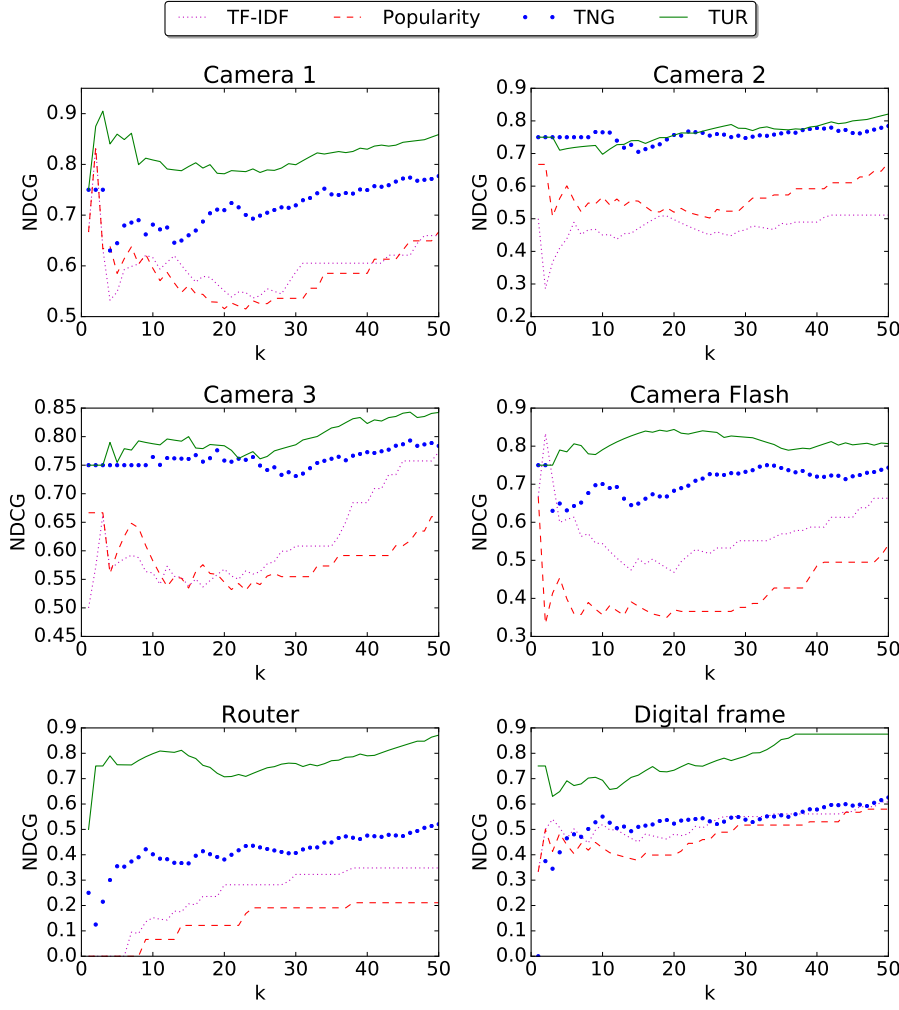 TF-IDF Popularity TNG TUR
Camera 1
NDCG
0.9
0.8
0.7
0.6
0.5
0 10 20 30 40 50
k
Camera 2
NDCG
0.9
0.8
0.7
0.6
0.5
0.4
0.3
0.2
0 10 20 30 40 50
k
Camera 3
NDCG
0.85
0.80
0.75
0.70
0.65
0.60
0.55
0.50
0.45
0 10 20 30 40 50
k
Camera Flash
NDCG
0.9
0.8
0.7
0.6
0.5
0.4
0.3
0 10 20 30 40 50
k
Router
NDCG
0.9
0.8
0.7
0.6
0.5
0.4
0.3
0.2
0.1
0.0
0 10 20 30 40 50
k
Digital frame
NDCG
0.9
0.8
0.7
0.6
0.5
0.4
0.3
0.2
0.1
0.0
0 10 20 30 40 50
k